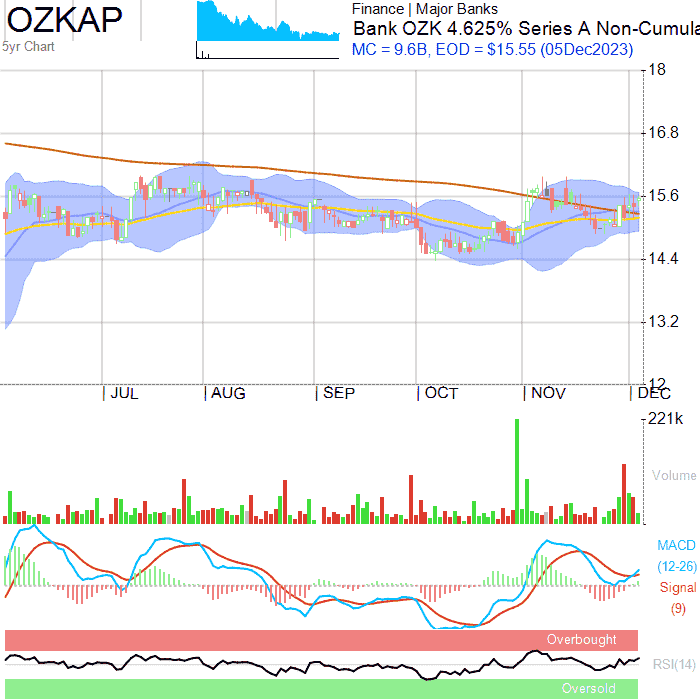 OZKAP
5yr Chart
Finance | Major Banks
Bank OZK 4.625% Series A Non-Cumula
MC = 9.6B, EOD = $15.55 (05Dec2023)
18
16.8
15.6
14.4
13.2
12
JUL AUG SEP OCT NOV DEC
221k
Volume
MACD
(12-26)
Signal
(9)
Overbought
RSI(14)
Oversold